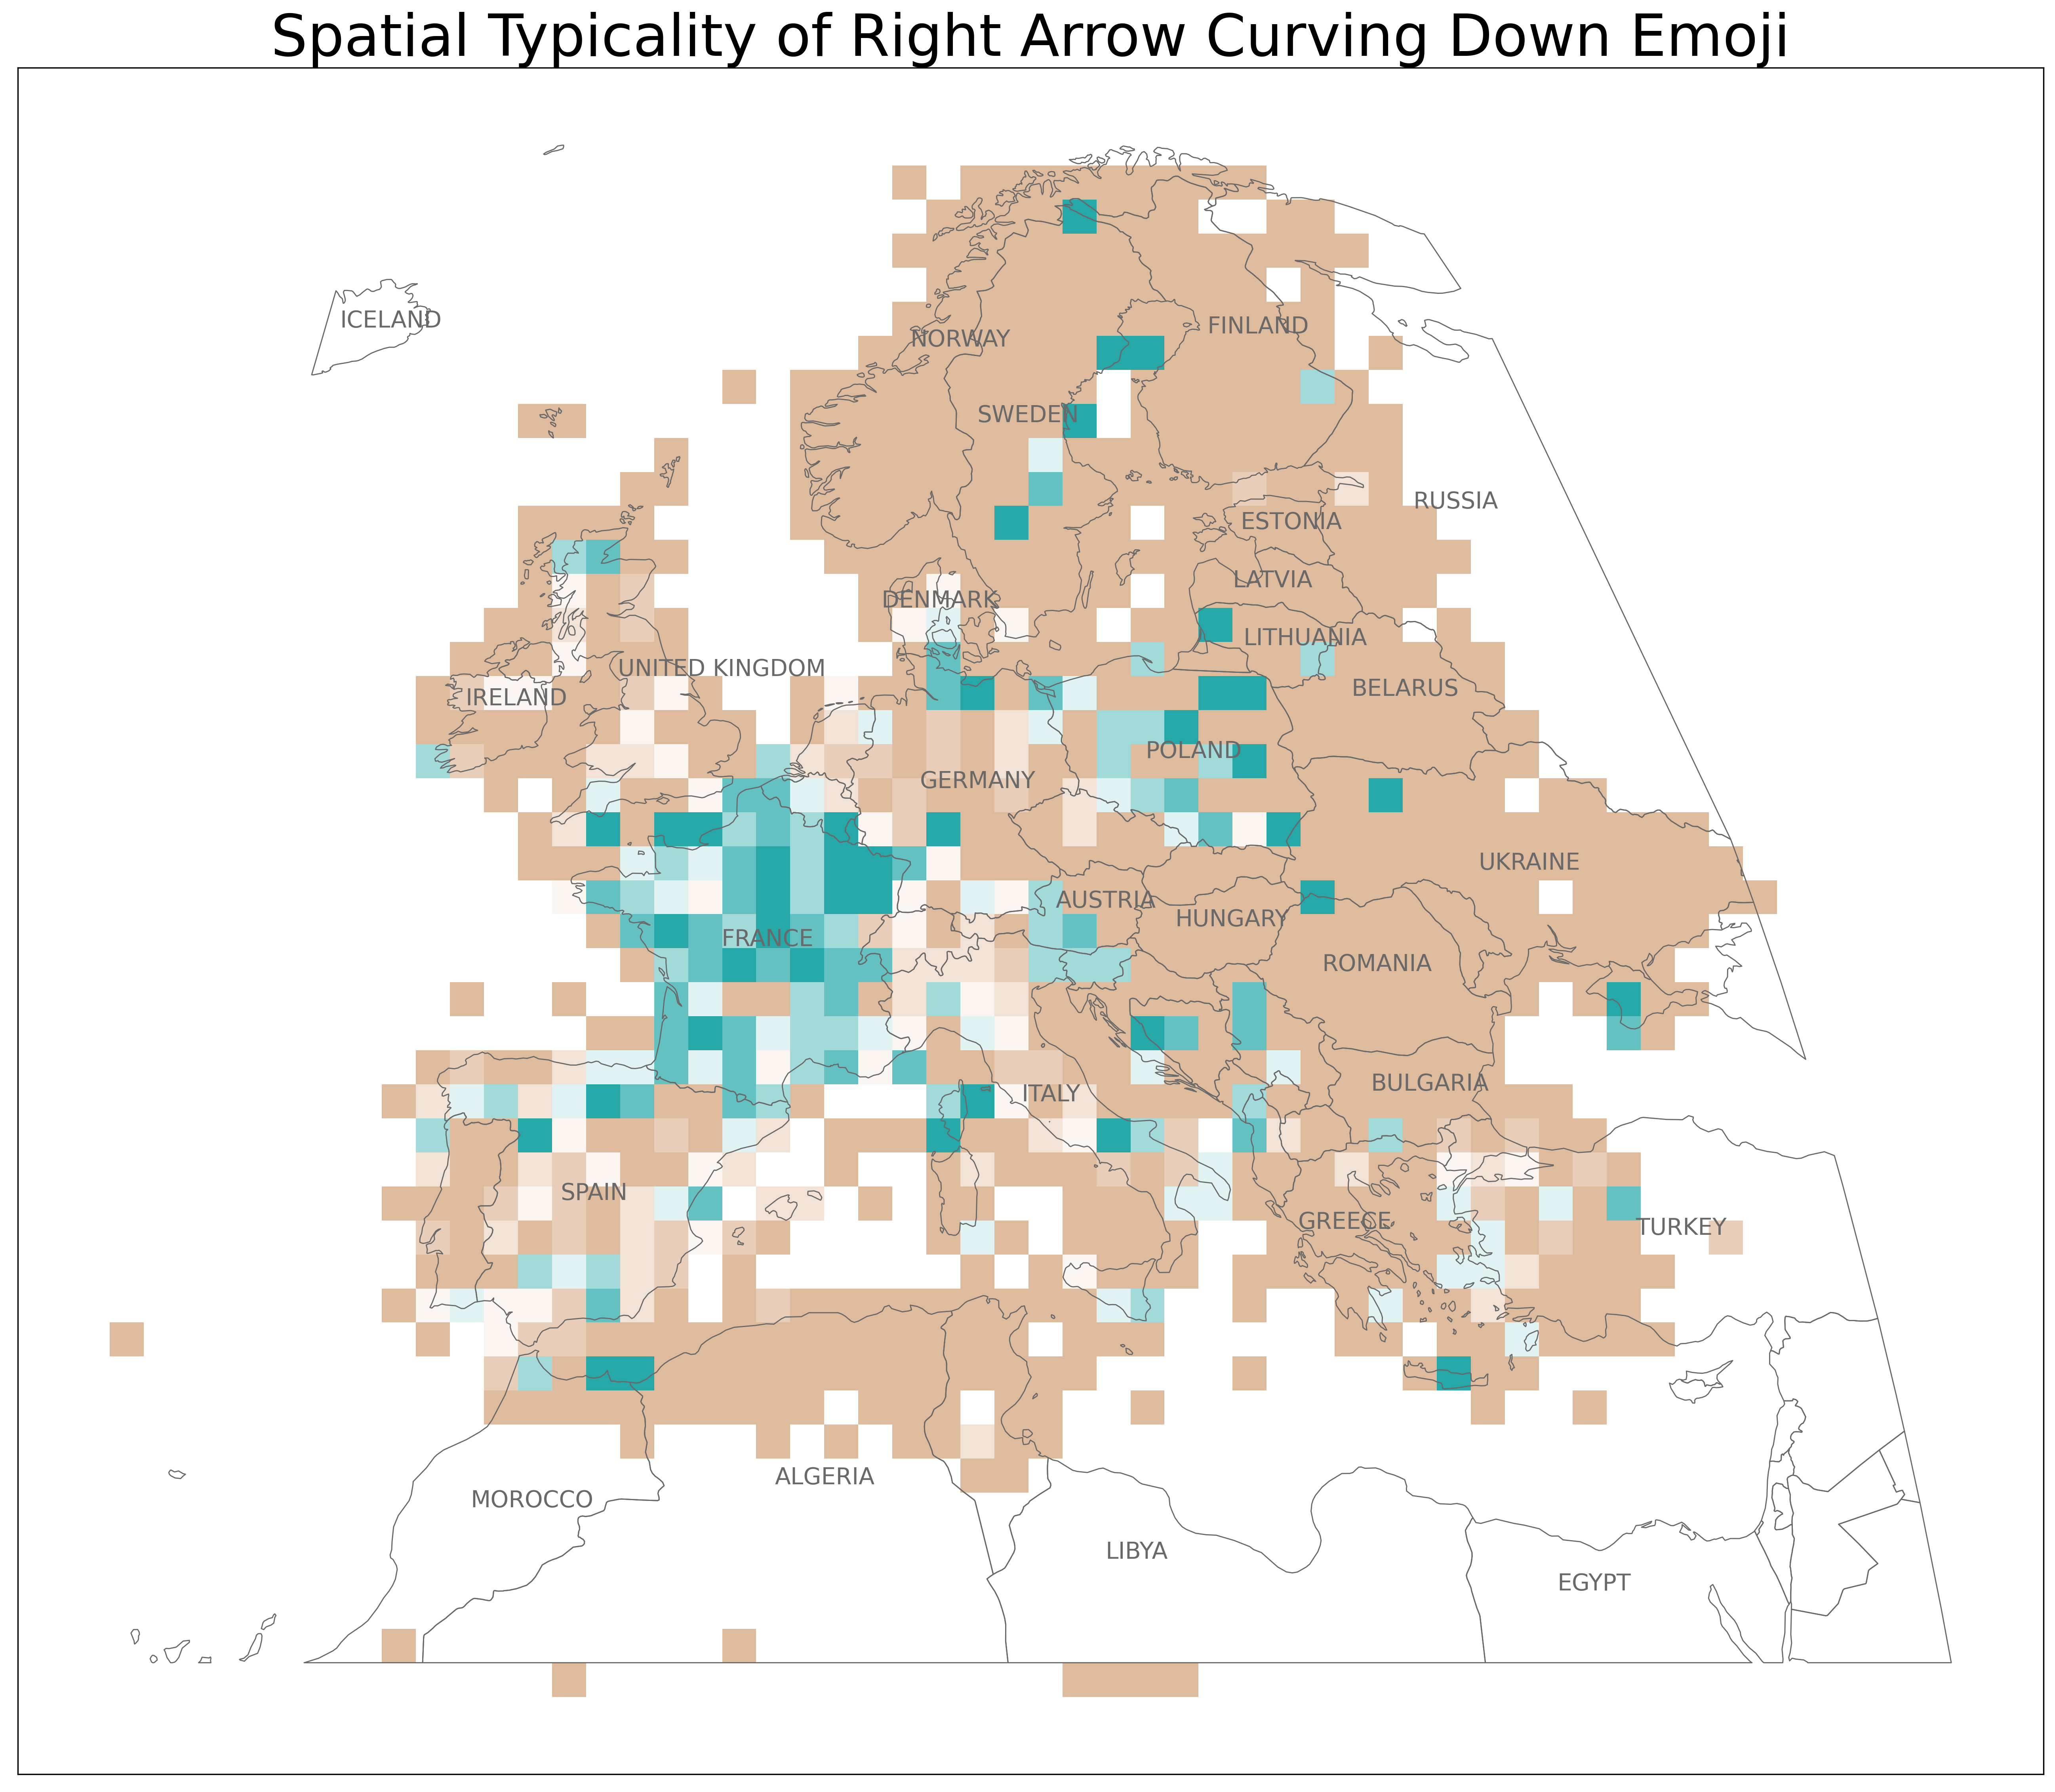 Spatial Typicality of Right Arrow Curving Down Emoji
ICELAND
FINLAND
NORWAY
SWEDEN
RUSSIA
ESTONIA
LATVIA
DENMARK
LITHUANIA
UNITED KINGDOM
BELARUS
IRELAND
POLAND
GERMANY
UKRAINE
AUSTRIA
HUNGARY
FRANCE
ROMANIA
BULGARIA
ITALY
SPAIN
GREECE
TURKEY
ALGERIA
MOROCCO
LIBYA
EGYPT